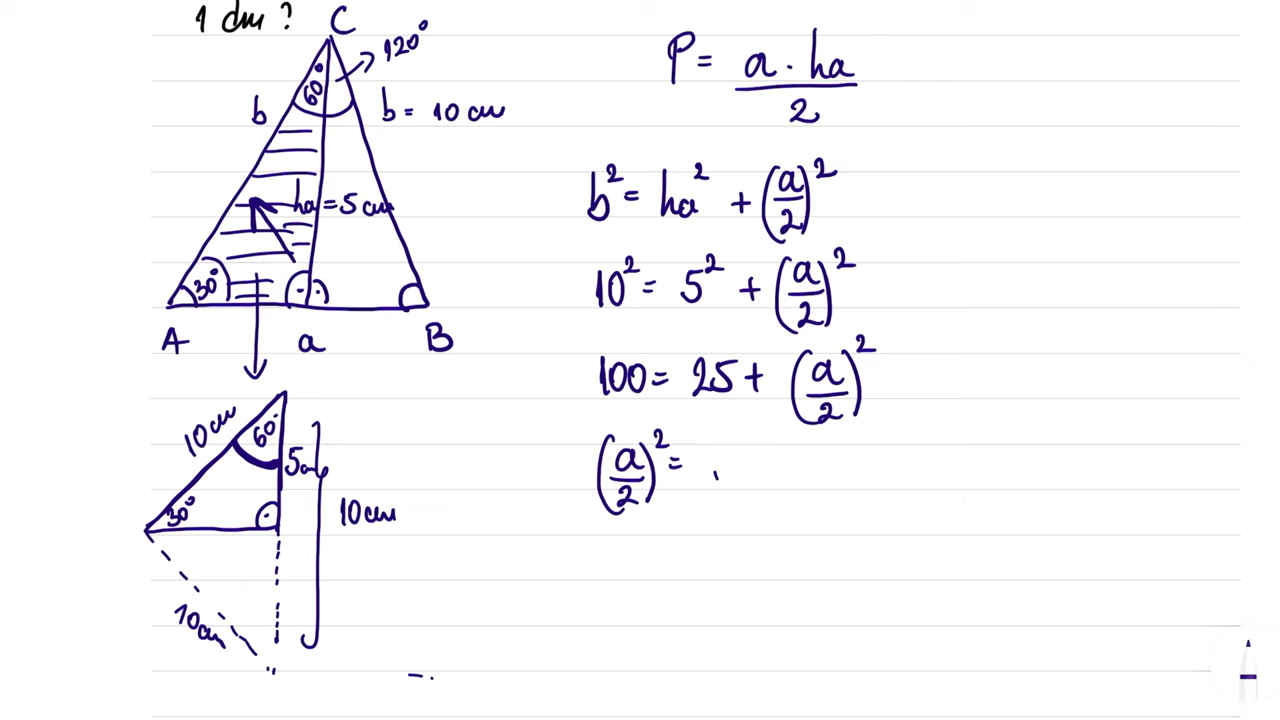 1 dm ?
C
120°
60°
b
b = 10 cm
ha = 5 cm
30°
A
a
B
10 cm
60°
5 cm
30°
10 cm
10 cm
P = a · ha / 2
b² = ha² + (a/2)²
10² = 5² + (a/2)²
100 = 25 + (a/2)²
(a/2)² =